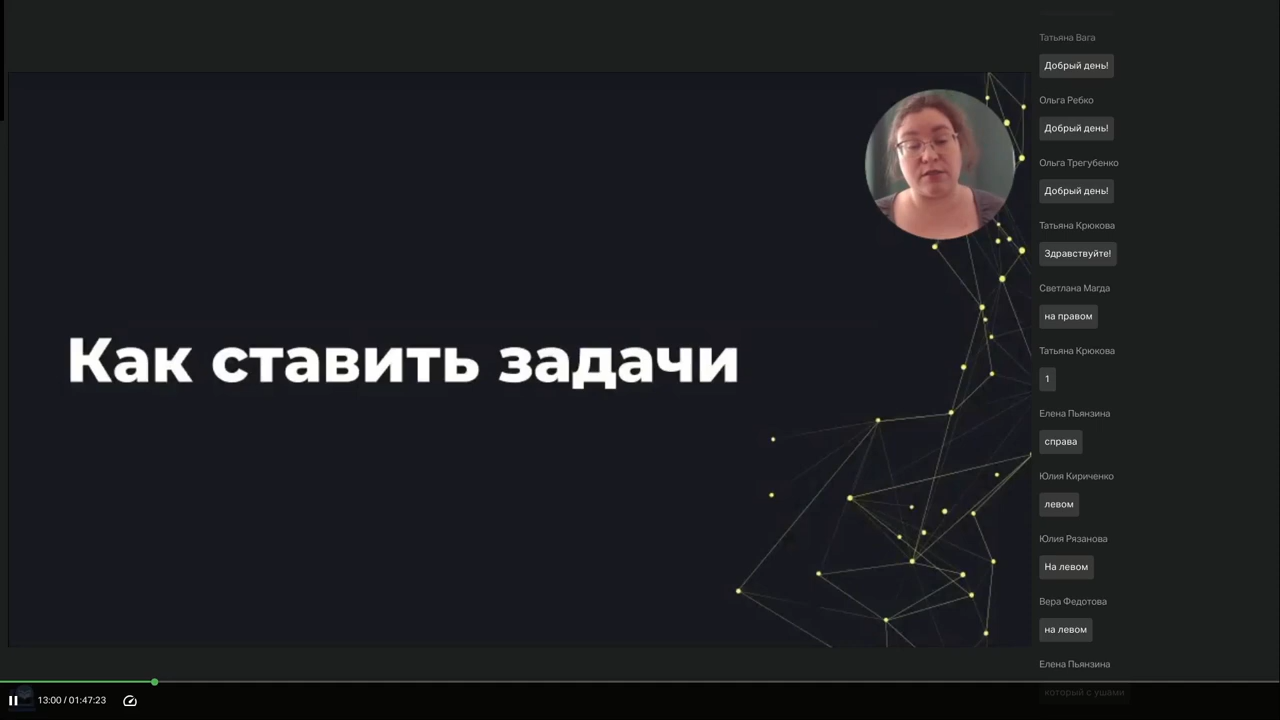 Как ставить задачи
Татьяна Вага
Добрый день!
Ольга Ребко
Добрый день!
Ольга Трегубенко
Добрый день!
Татьяна Крюкова
Здравствуйте!
Светлана Магда
на правом
Татьяна Крюкова
1
Елена Пьянзина
справа
Юлия Кириченко
левом
Юлия Рязанова
На левом
Вера Федотова
на левом
Елена Пьянзина
который с ушами
13:00 / 01:47:23